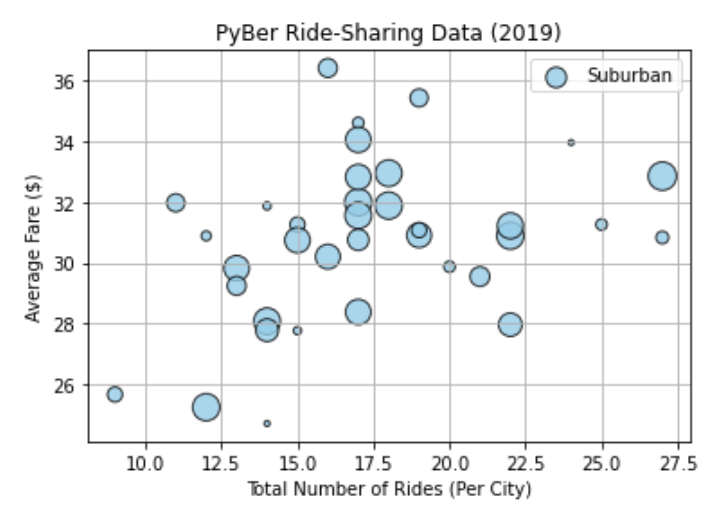 PyBer Ride-Sharing Data (2019)
Suburban
36
34
32
30
28
26
Average Fare ($)
10.0 12.5 15.0 17.5 20.0 22.5 25.0 27.5
Total Number of Rides (Per City)